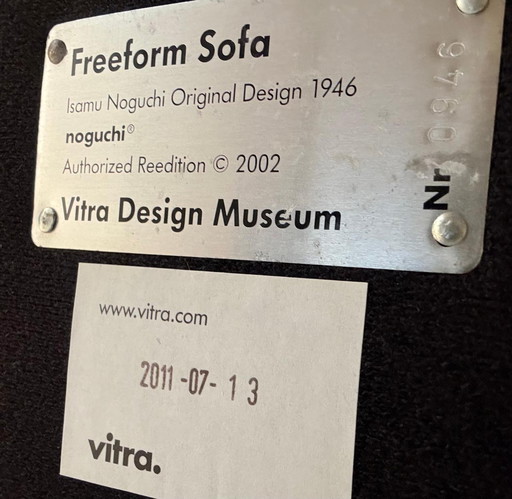 Freeform Sofa
Isamu Noguchi Original Design 1946
noguchi®
Authorized Reedition © 2002
Vitra Design Museum
Nr 0946
www.vitra.com
2011-07-13
vitra.